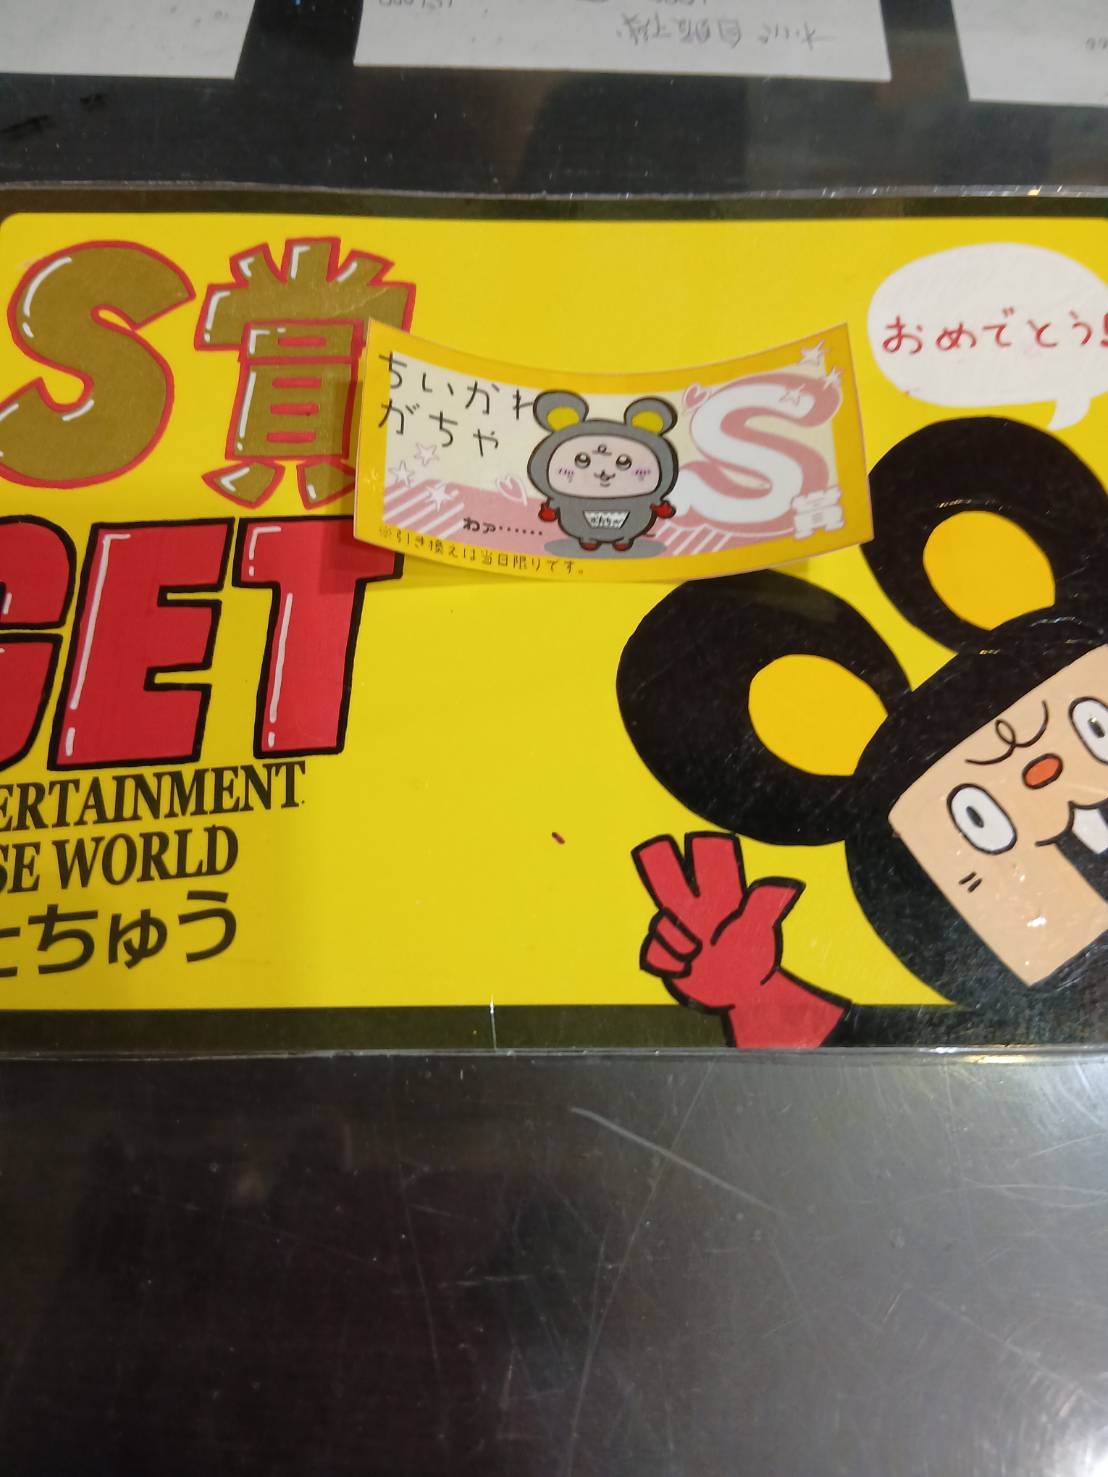 S賞
GET
ERTAINMENT
SE WORLD
ちゅう
おめでとう!
ちいかわ
がちゃ
S賞
わァ……
※引き換えは当日限りです。